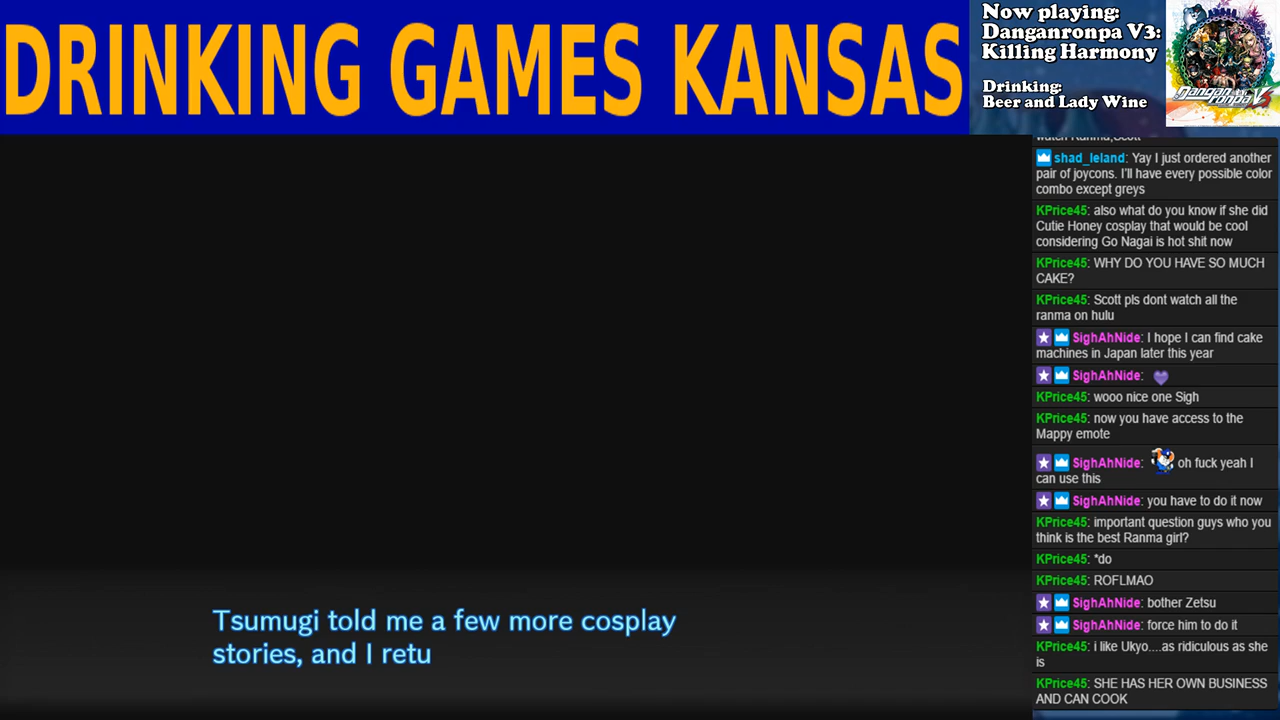 DRINKING GAMES KANSAS
Now playing:
Danganronpa V3:
Killing Harmony
Drinking:
Beer and Lady Wine
shad_leland: Yay I just ordered another
pair of joycons. I'll have every possible color
combo except greys
KPrice45: also what do you know if she did
Cutie Honey cosplay that would be cool
considering Go Nagai is hot shit now
KPrice45: WHY DO YOU HAVE SO MUCH
CAKE?
KPrice45: Scott pls dont watch all the
ranma on hulu
SighAhNide: I hope I can find cake
machines in Japan later this year
SighAhNide:
KPrice45: wooo nice one Sigh
KPrice45: now you have access to the
Mappy emote
SighAhNide: oh fuck yeah I
can use this
SighAhNide: you have to do it now
KPrice45: important question guys who you
think is the best Ranma girl?
KPrice45: *do
KPrice45: ROFLMAO
SighAhNide: bother Zetsu
SighAhNide: force him to do it
KPrice45: i like Ukyo....as ridiculous as she
is
KPrice45: SHE HAS HER OWN BUSINESS
AND CAN COOK
Tsumugi told me a few more cosplay
stories, and I retu